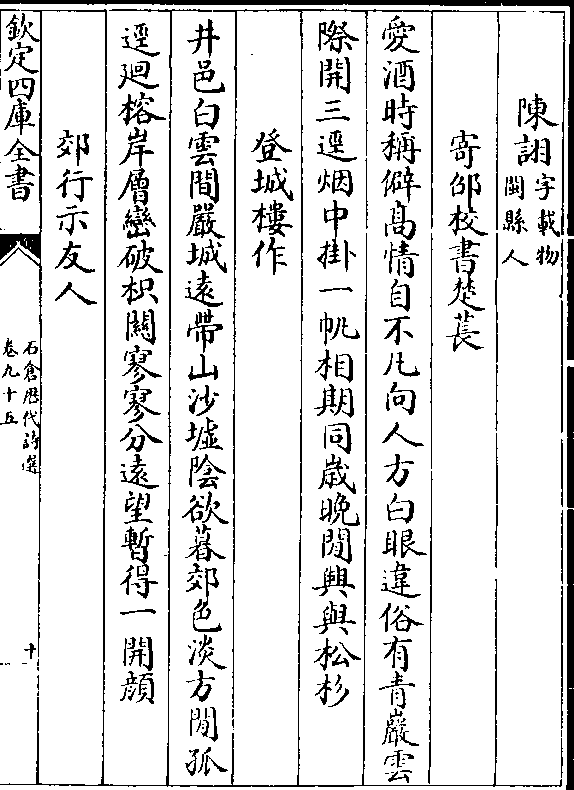 陳詡字載物
閩縣人
寄邵校書楚萇
愛酒時稱僻髙情自不凡向人方白眼違俗有青巖雲
際開三逕烟中掛一帆相期同歲晚閒興與松杉
登城樓作
井邑白雲間嚴城遠帶山沙墟陰欲暮郊色淡方閒孤
逕廻榕岸層巒破枳關寥寥分遠望暫得一開顔
郊行示友人
欽定四庫全書
石倉歷代詩選
卷九十五
十